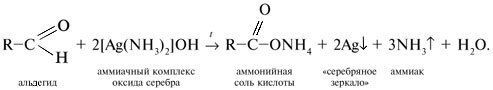 O O
R–C + 2[Ag(NH₃)₂]OH →ᵗ R–C–ONH₄ + 2Ag↓ + 3NH₃↑ + H₂O.
H
альдегид аммиачный комплекс оксида серебра аммонийная соль кислоты «серебряное зеркало» аммиак